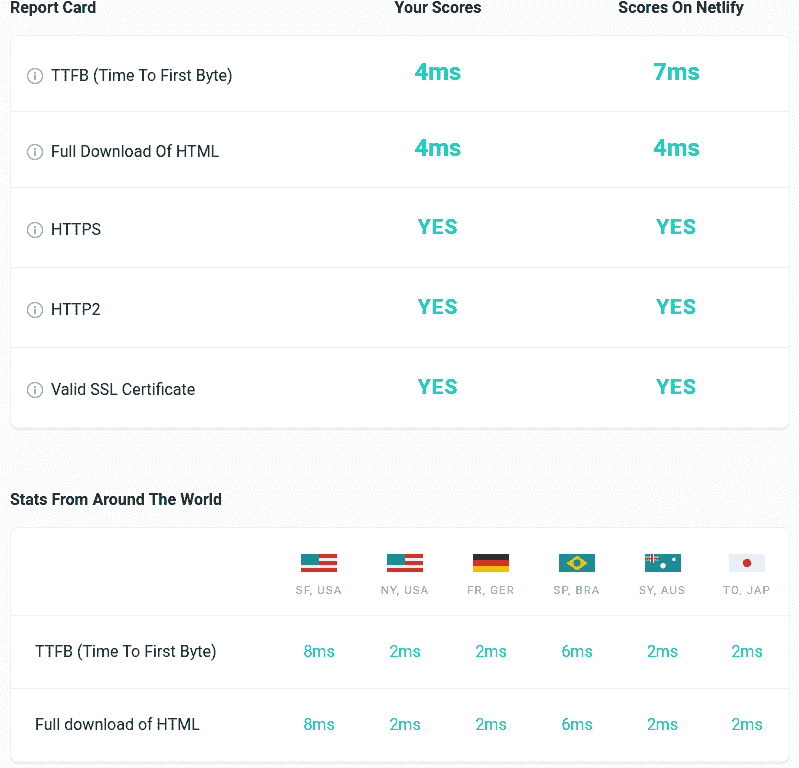 Report Card Your Scores Scores On Netlify
TTFB (Time To First Byte) 4ms 7ms
Full Download Of HTML 4ms 4ms
HTTPS YES YES
HTTP2 YES YES
Valid SSL Certificate YES YES
Stats From Around The World
SF, USA NY, USA FR, GER SP, BRA SY, AUS TO, JAP
TTFB (Time To First Byte) 8ms 2ms 2ms 6ms 2ms 2ms
Full download of HTML 8ms 2ms 2ms 6ms 2ms 2ms